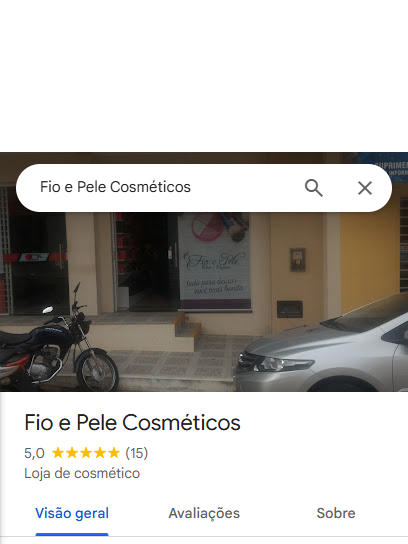 SUPRIMEN
Fio e Pele Cosméticos
Fio e Pele
tudo para deixar
você mais bonita
Fio e Pele Cosméticos
5,0 ★★★★★ (15)
Loja de cosmético
Visão geral Avaliações Sobre